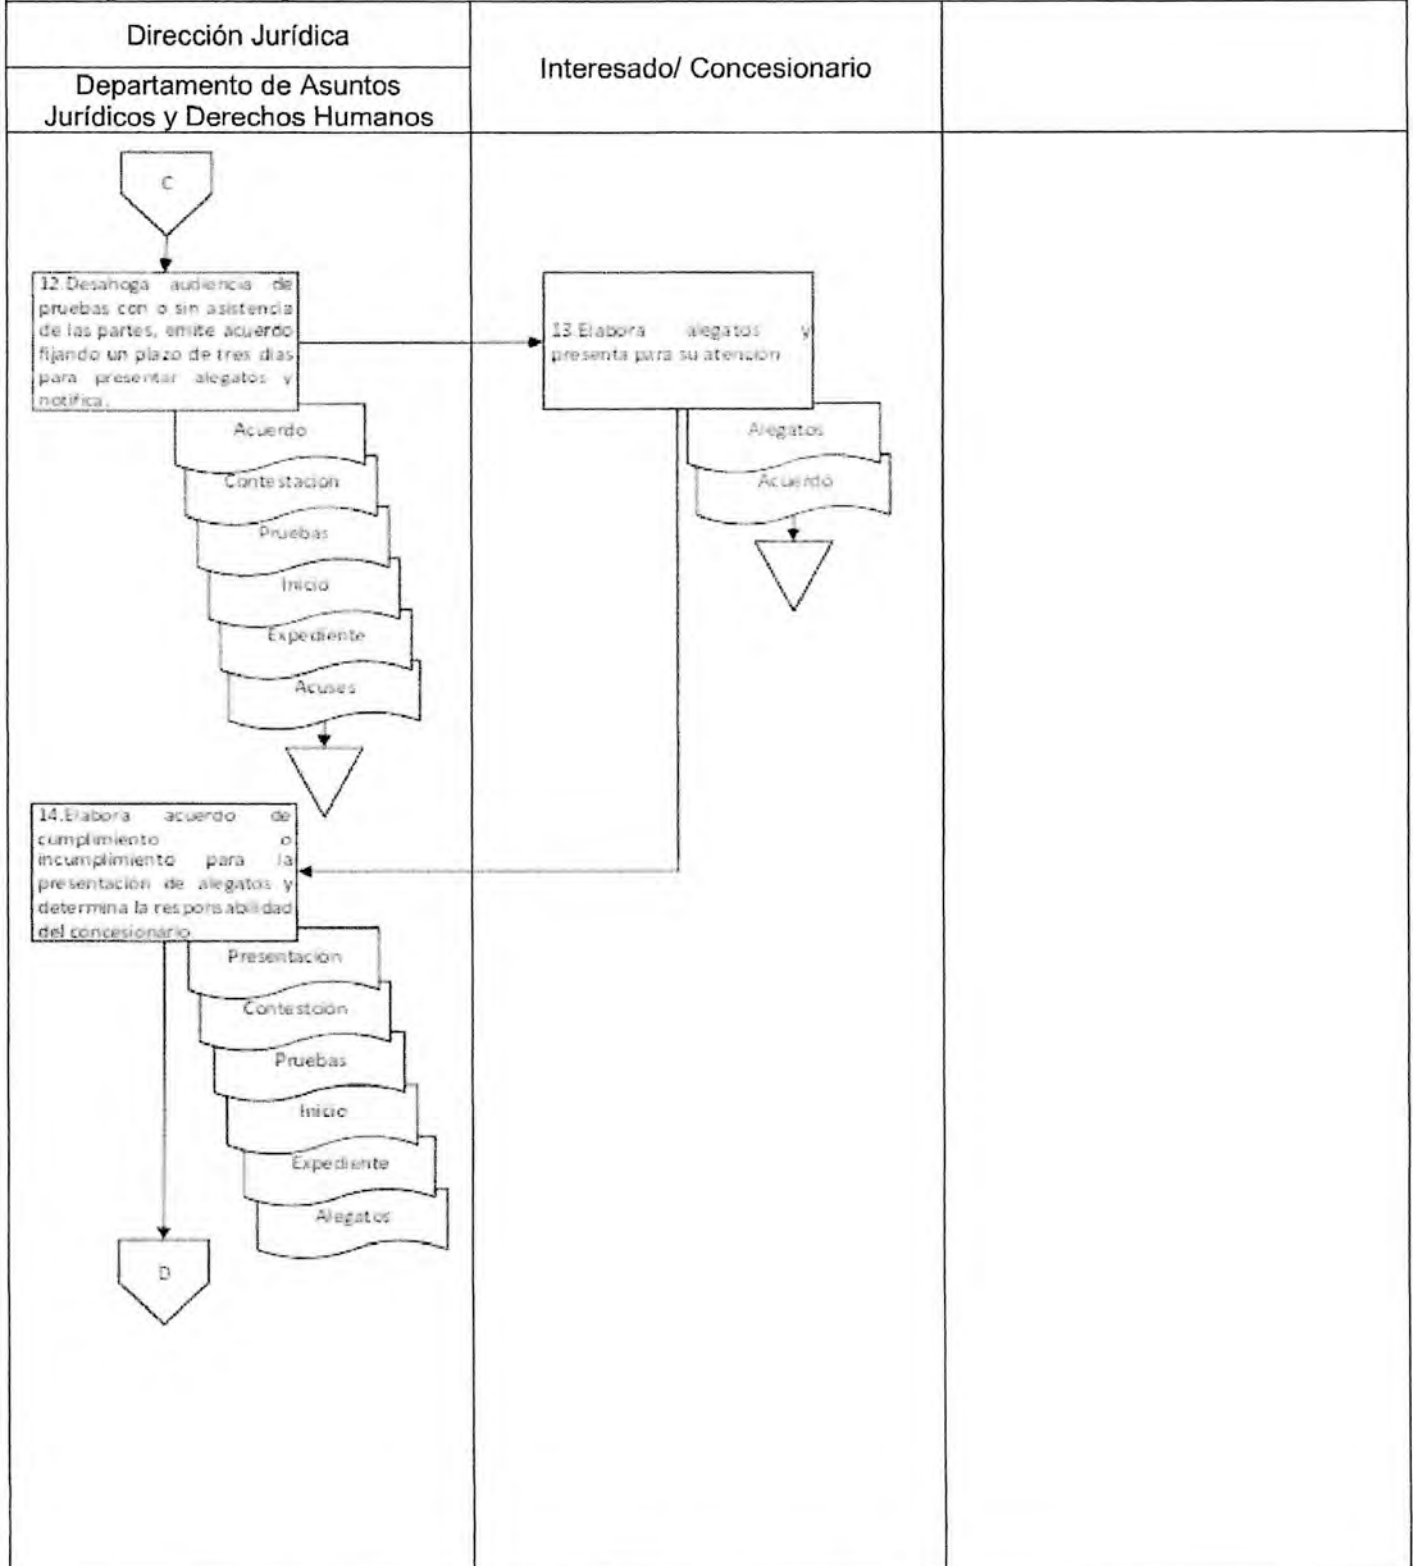 Dirección Jurídica
Departamento de Asuntos
Jurídicos y Derechos Humanos
Interesado/ Concesionario
C
12.Desahoga audiencia de
pruebas con o sin asistencia
de las partes, emite acuerdo
fijando un plazo de tres días
para presentar alegatos y
notifica.
Acuerdo
Contestación
Pruebas
Inicio
Expediente
Acuses
13.Elabora alegatos y
presenta para su atención
Alegatos
Acuerdo
14.Elabora acuerdo de
cumplimiento o
incumplimiento para la
presentación de alegatos y
determina la responsabilidad
del concesionario
Presentación
Contestción
Pruebas
Inicio
Expediente
Alegatos
D